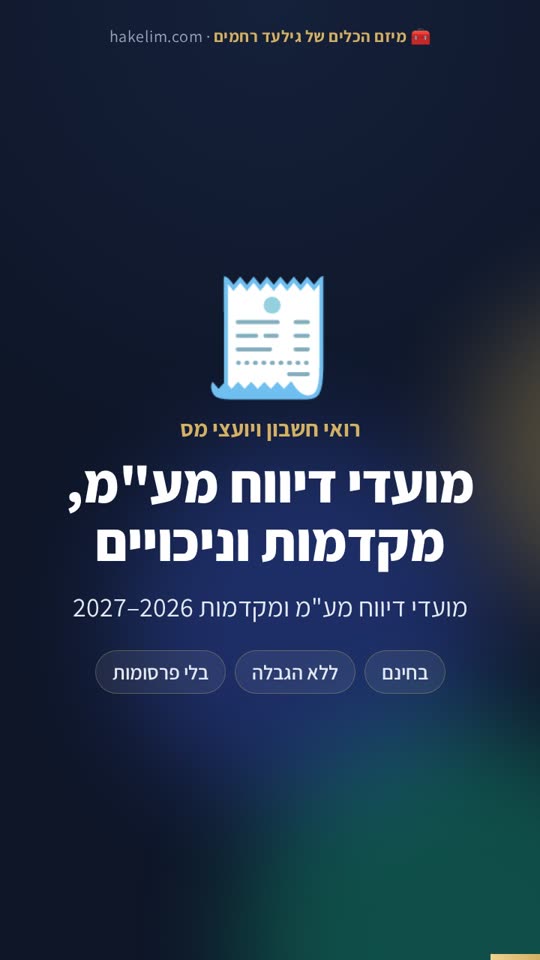 🧰 מיזם הכלים של גילעד רחמים · hakelim.com
רואי חשבון ויועצי מס
מועדי דיווח מע"מ,
מקדמות וניכויים
מועדי דיווח מע"מ ומקדמות 2026–2027
בחינם
ללא הגבלה
בלי פרסומות